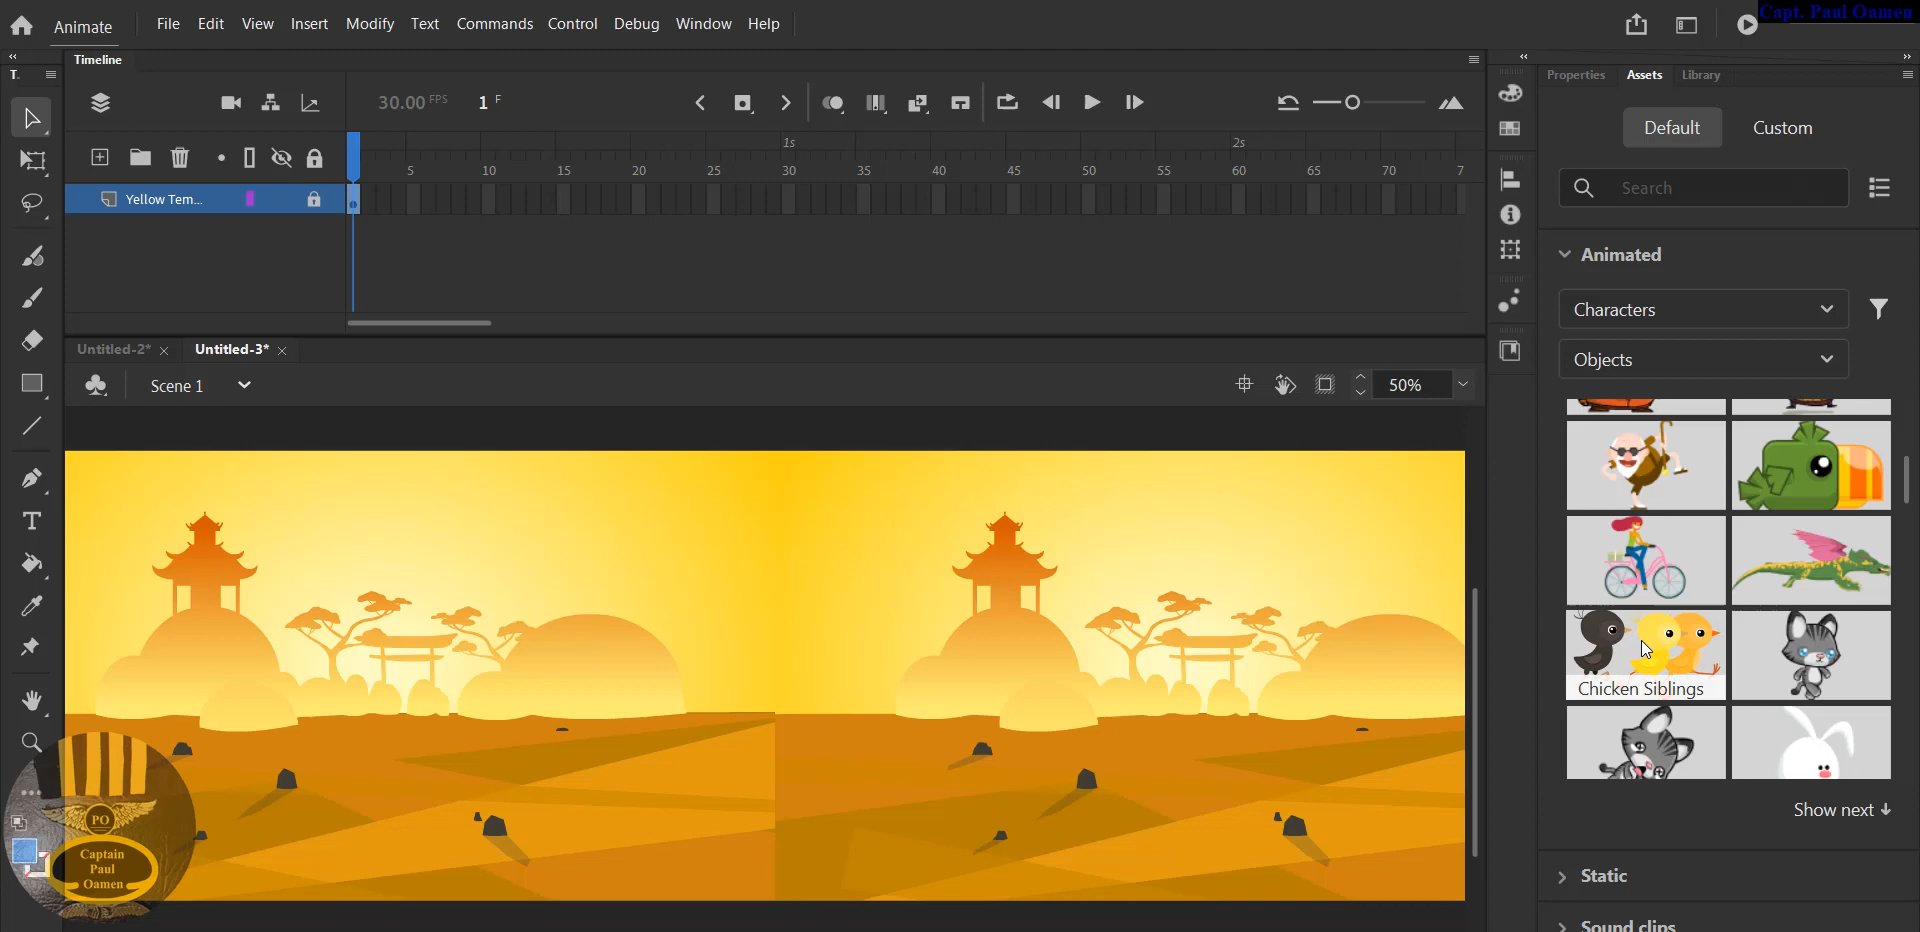 Animate
File Edit View Insert Modify Text Commands Control Debug Window Help
Capt. Paul Oamen
T.
Timeline
Properties Assets Library
30.00 FPS 1 F
Default Custom
1s 2s
5 10 15 20 25 30 35 40 45 50 55 60 65 70 7
Search
Yellow Tem...
Animated
Characters
Untitled-2* Untitled-3*
Objects
Scene 1
50%
Chicken Siblings
Show next
PO
Captain
Paul
Oamen
Static
Sound clips